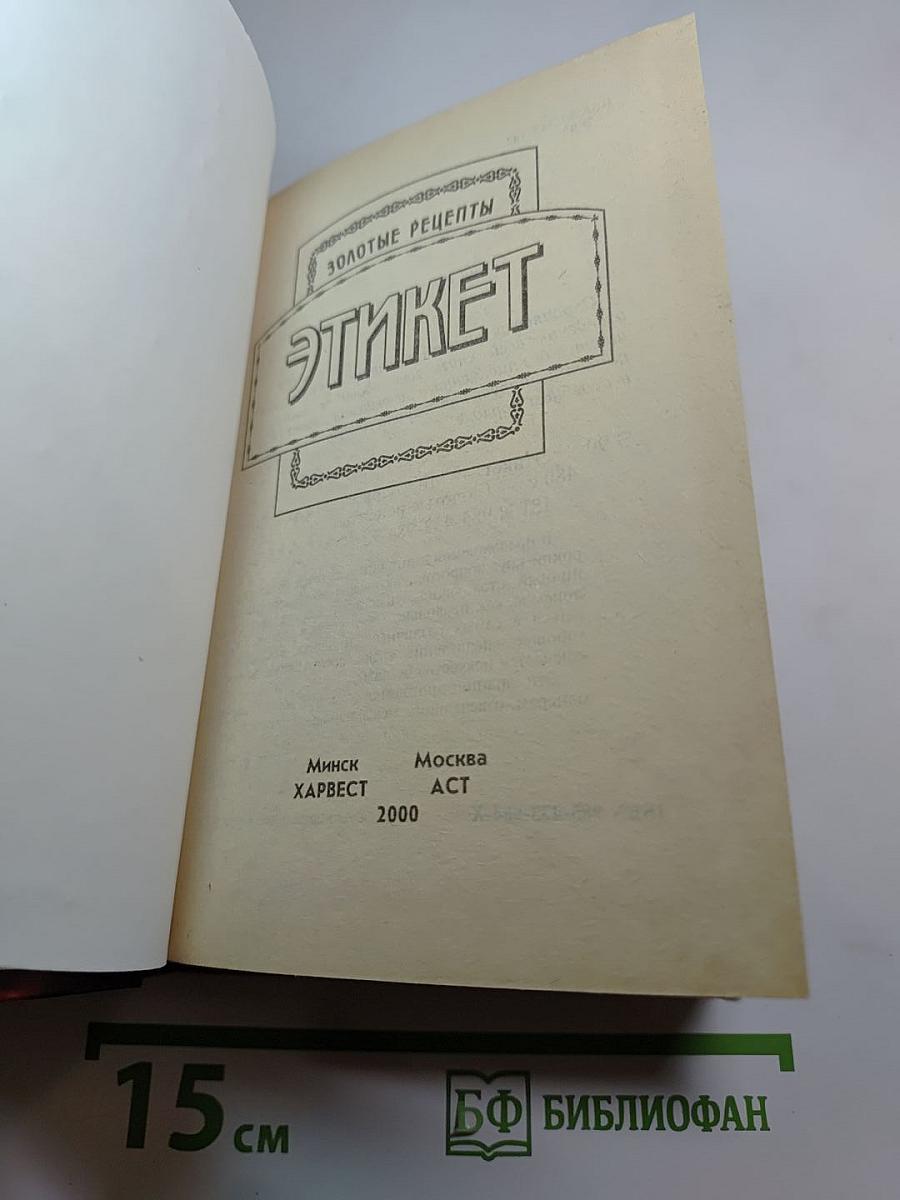 ЗОЛОТЫЕ РЕЦЕПТЫ
ЭТИКЕТ
Минск Москва
ХАРВЕСТ АСТ
2000
15 см
БФ БИБЛИОФАН